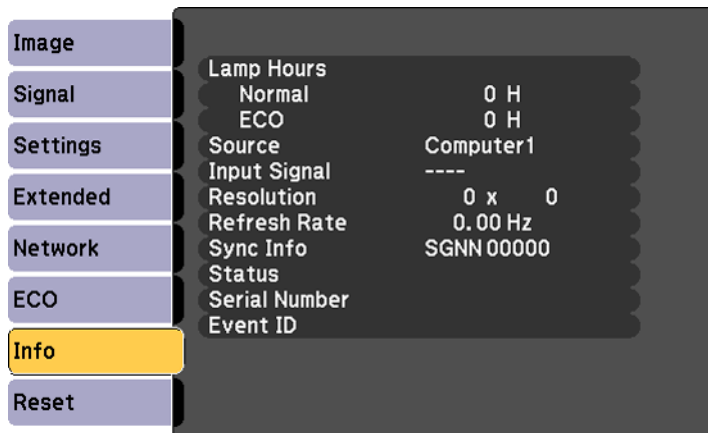 Image
Signal
Settings
Extended
Network
ECO
Info
Reset
Lamp Hours
Normal 0 H
ECO 0 H
Source Computer1
Input Signal ----
Resolution 0 x 0
Refresh Rate 0.00 Hz
Sync Info SGNN 00000
Status
Serial Number
Event ID